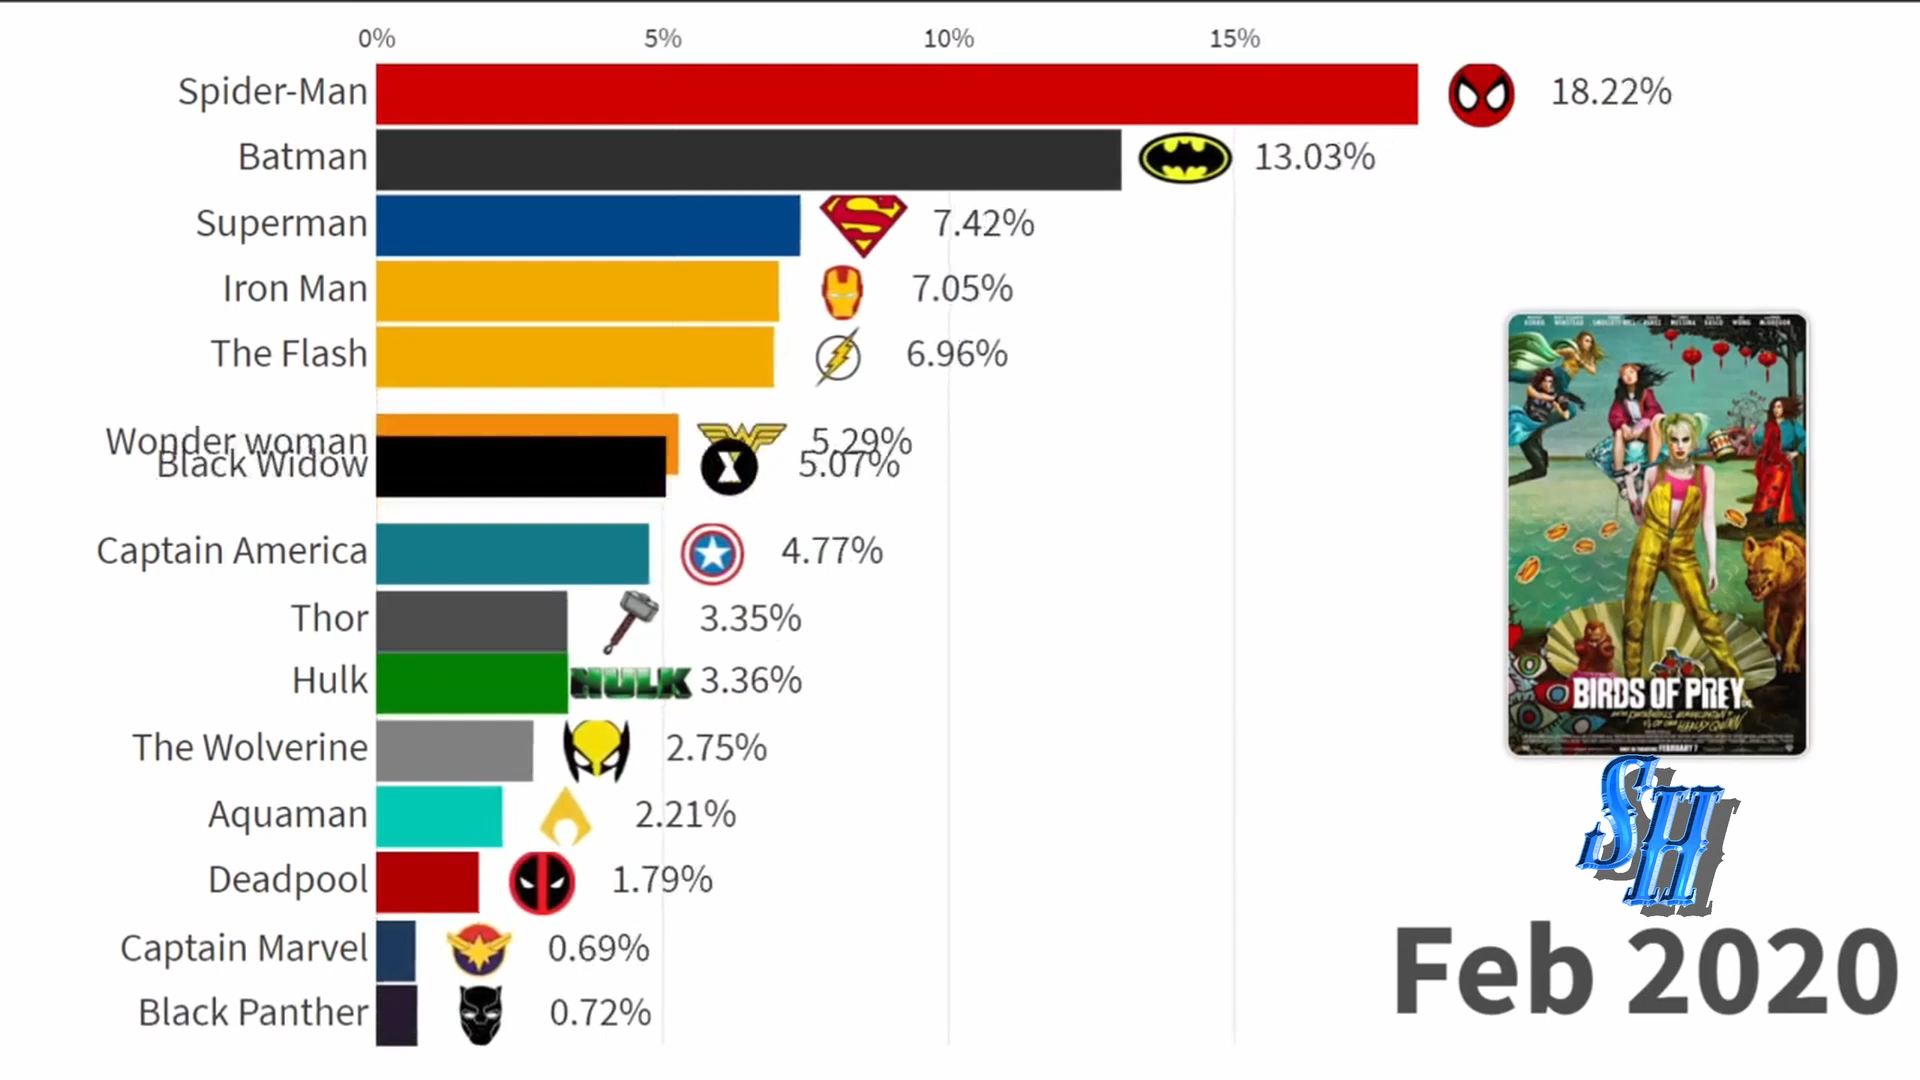 0% 5% 10% 15%
Spider-Man 18.22%
Batman 13.03%
Superman 7.42%
Iron Man 7.05%
The Flash 6.96%
Wonder woman 5.29%
Black Widow 5.07%
Captain America 4.77%
Thor 3.35%
Hulk HULK 3.36%
The Wolverine 2.75%
Aquaman 2.21%
Deadpool 1.79%
Captain Marvel 0.69%
Black Panther 0.72%
BIRDS OF PREY
FEBRUARY 7
SH
Feb 2020